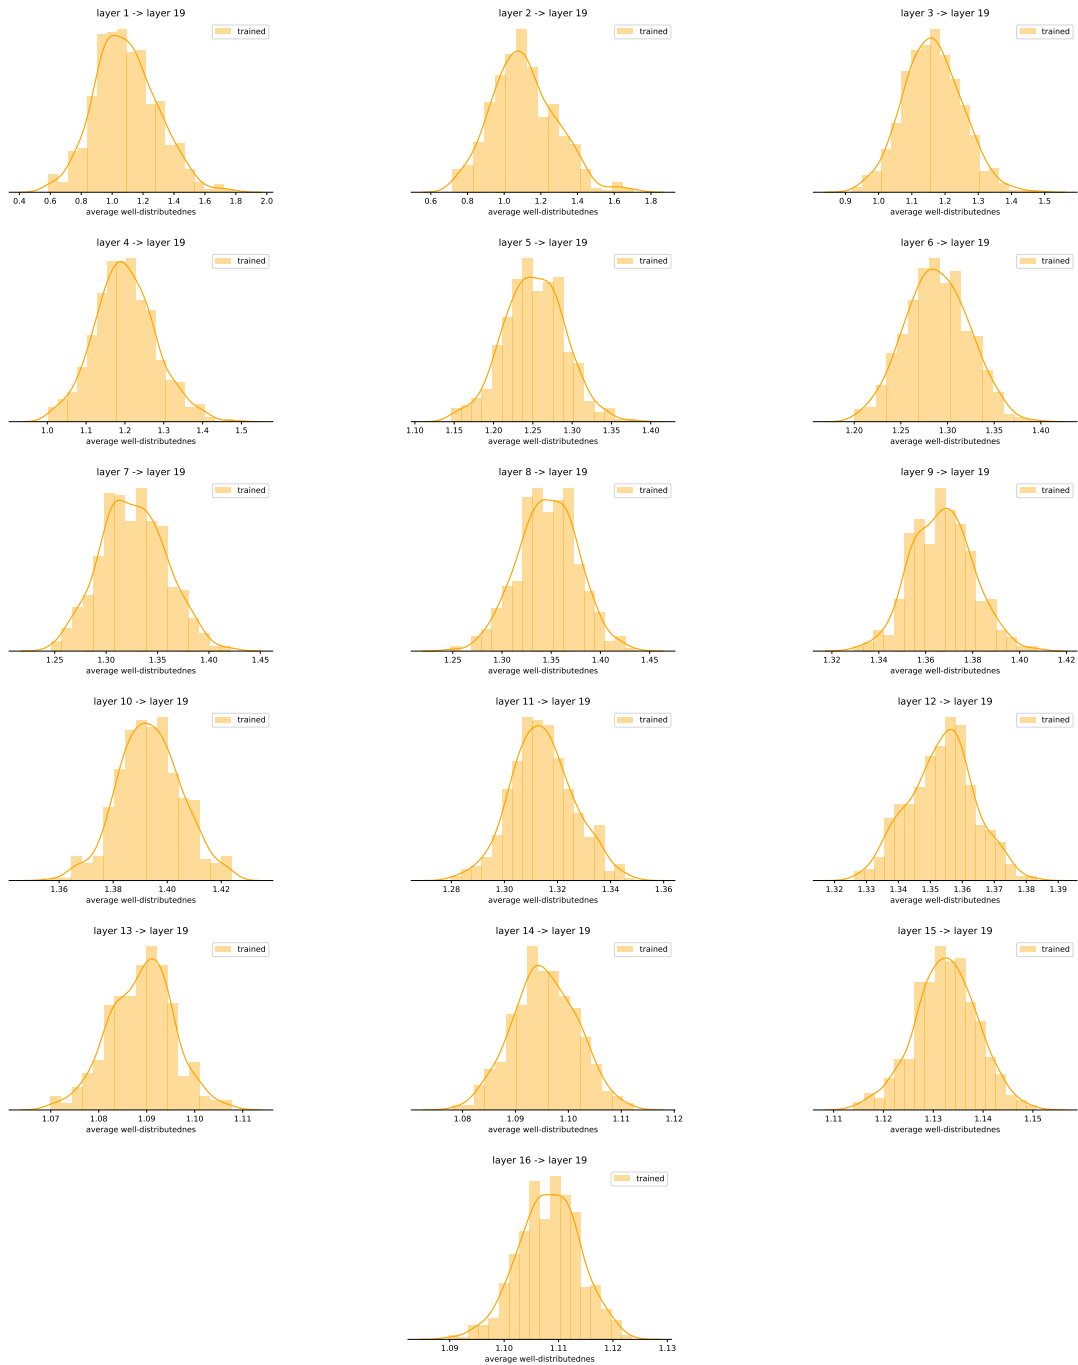 layer 1 -> layer 19
trained
0.4 0.6 0.8 1.0 1.2 1.4 1.6 1.8 2.0
average well-distributednes
layer 2 -> layer 19
trained
0.6 0.8 1.0 1.2 1.4 1.6 1.8
average well-distributednes
layer 3 -> layer 19
trained
0.9 1.0 1.1 1.2 1.3 1.4 1.5
average well-distributednes
layer 4 -> layer 19
trained
1.0 1.1 1.2 1.3 1.4 1.5
average well-distributednes
layer 5 -> layer 19
trained
1.10 1.15 1.20 1.25 1.30 1.35 1.40
average well-distributednes
layer 6 -> layer 19
trained
1.20 1.25 1.30 1.35 1.40
average well-distributednes
layer 7 -> layer 19
trained
1.25 1.30 1.35 1.40 1.45
average well-distributednes
layer 8 -> layer 19
trained
1.25 1.30 1.35 1.40 1.45
average well-distributednes
layer 9 -> layer 19
trained
1.32 1.34 1.36 1.38 1.40 1.42
average well-distributednes
layer 10 -> layer 19
trained
1.36 1.38 1.40 1.42
average well-distributednes
layer 11 -> layer 19
trained
1.28 1.30 1.32 1.34 1.36
average well-distributednes
layer 12 -> layer 19
trained
1.32 1.33 1.34 1.35 1.36 1.37 1.38 1.39
average well-distributednes
layer 13 -> layer 19
trained
1.07 1.08 1.09 1.10 1.11
average well-distributednes
layer 14 -> layer 19
trained
1.08 1.09 1.10 1.11 1.12
average well-distributednes
layer 15 -> layer 19
trained
1.11 1.12 1.13 1.14 1.15
average well-distributednes
layer 16 -> layer 19
trained
1.09 1.10 1.11 1.12 1.13
average well-distributednes